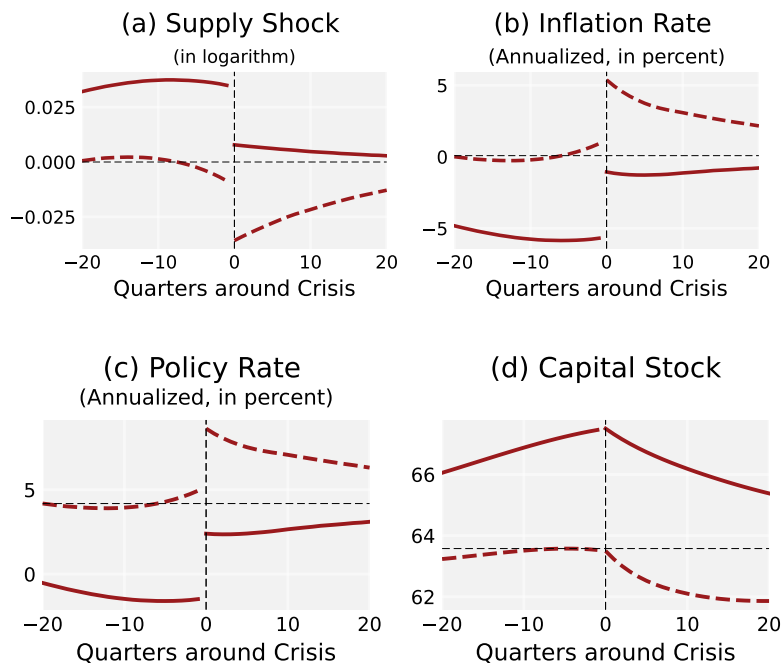 (a) Supply Shock
(in logarithm)
0.025
0.000
−0.025
−20
−10
0
10
20
Quarters around Crisis
(b) Inflation Rate
(Annualized, in percent)
5
0
−5
−20
−10
0
10
20
Quarters around Crisis
(c) Policy Rate
(Annualized, in percent)
5
0
−20
−10
0
10
20
Quarters around Crisis
(d) Capital Stock
66
64
62
−20
−10
0
10
20
Quarters around Crisis